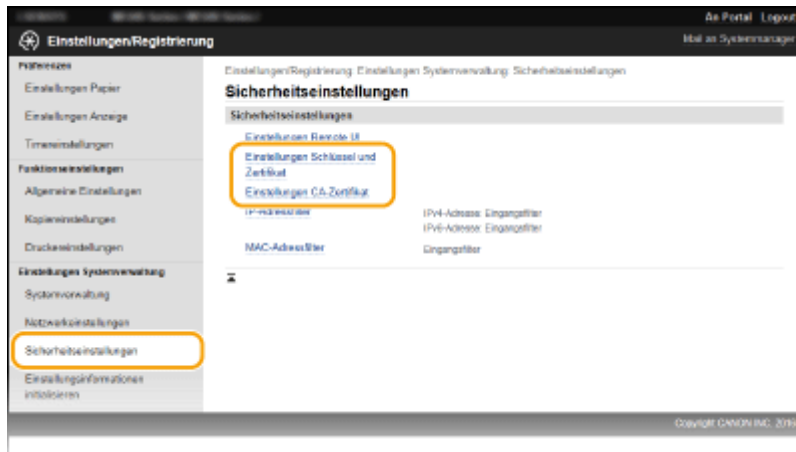 An Portal Logout
Einstellungen/Registrierung
Mail an Systemmanager
Präferenzen
Einstellungen Papier
Einstellungen Anzeige
Timereinstellungen
Funktionseinstellungen
Allgemeine Einstellungen
Kopiereinstellungen
Druckereinstellungen
Einstellungen Systemverwaltung
Systemverwaltung
Netzwerkeinstellungen
Sicherheitseinstellungen
Einstellungsinformationen
initialisieren
Einstellungen/Registrierung: Einstellungen Systemverwaltung: Sicherheitseinstellungen
Sicherheitseinstellungen
Sicherheitseinstellungen
Einstellungen Remote UI
Einstellungen Schlüssel und
Zertifikat
Einstellungen CA-Zertifikat
IP-Adressfilter
IPv4-Adresse: Eingangsfilter
IPv6-Adresse: Eingangsfilter
MAC-Adressfilter
Eingangsfilter
Copyright CANON INC. 2016